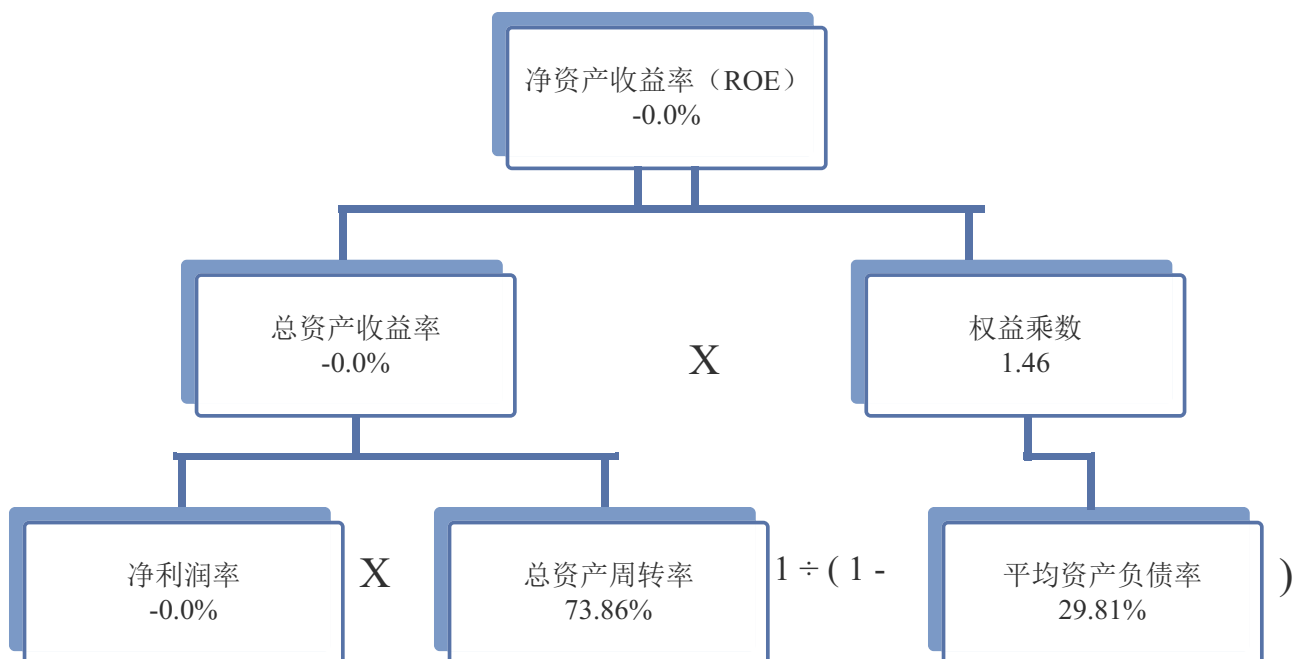 净资产收益率（ROE）
-0.0%
总资产收益率
-0.0%
X
权益乘数
1.46
净利润率
-0.0%
X
总资产周转率
73.86%
1 ÷ ( 1 -
平均资产负债率
29.81%
)